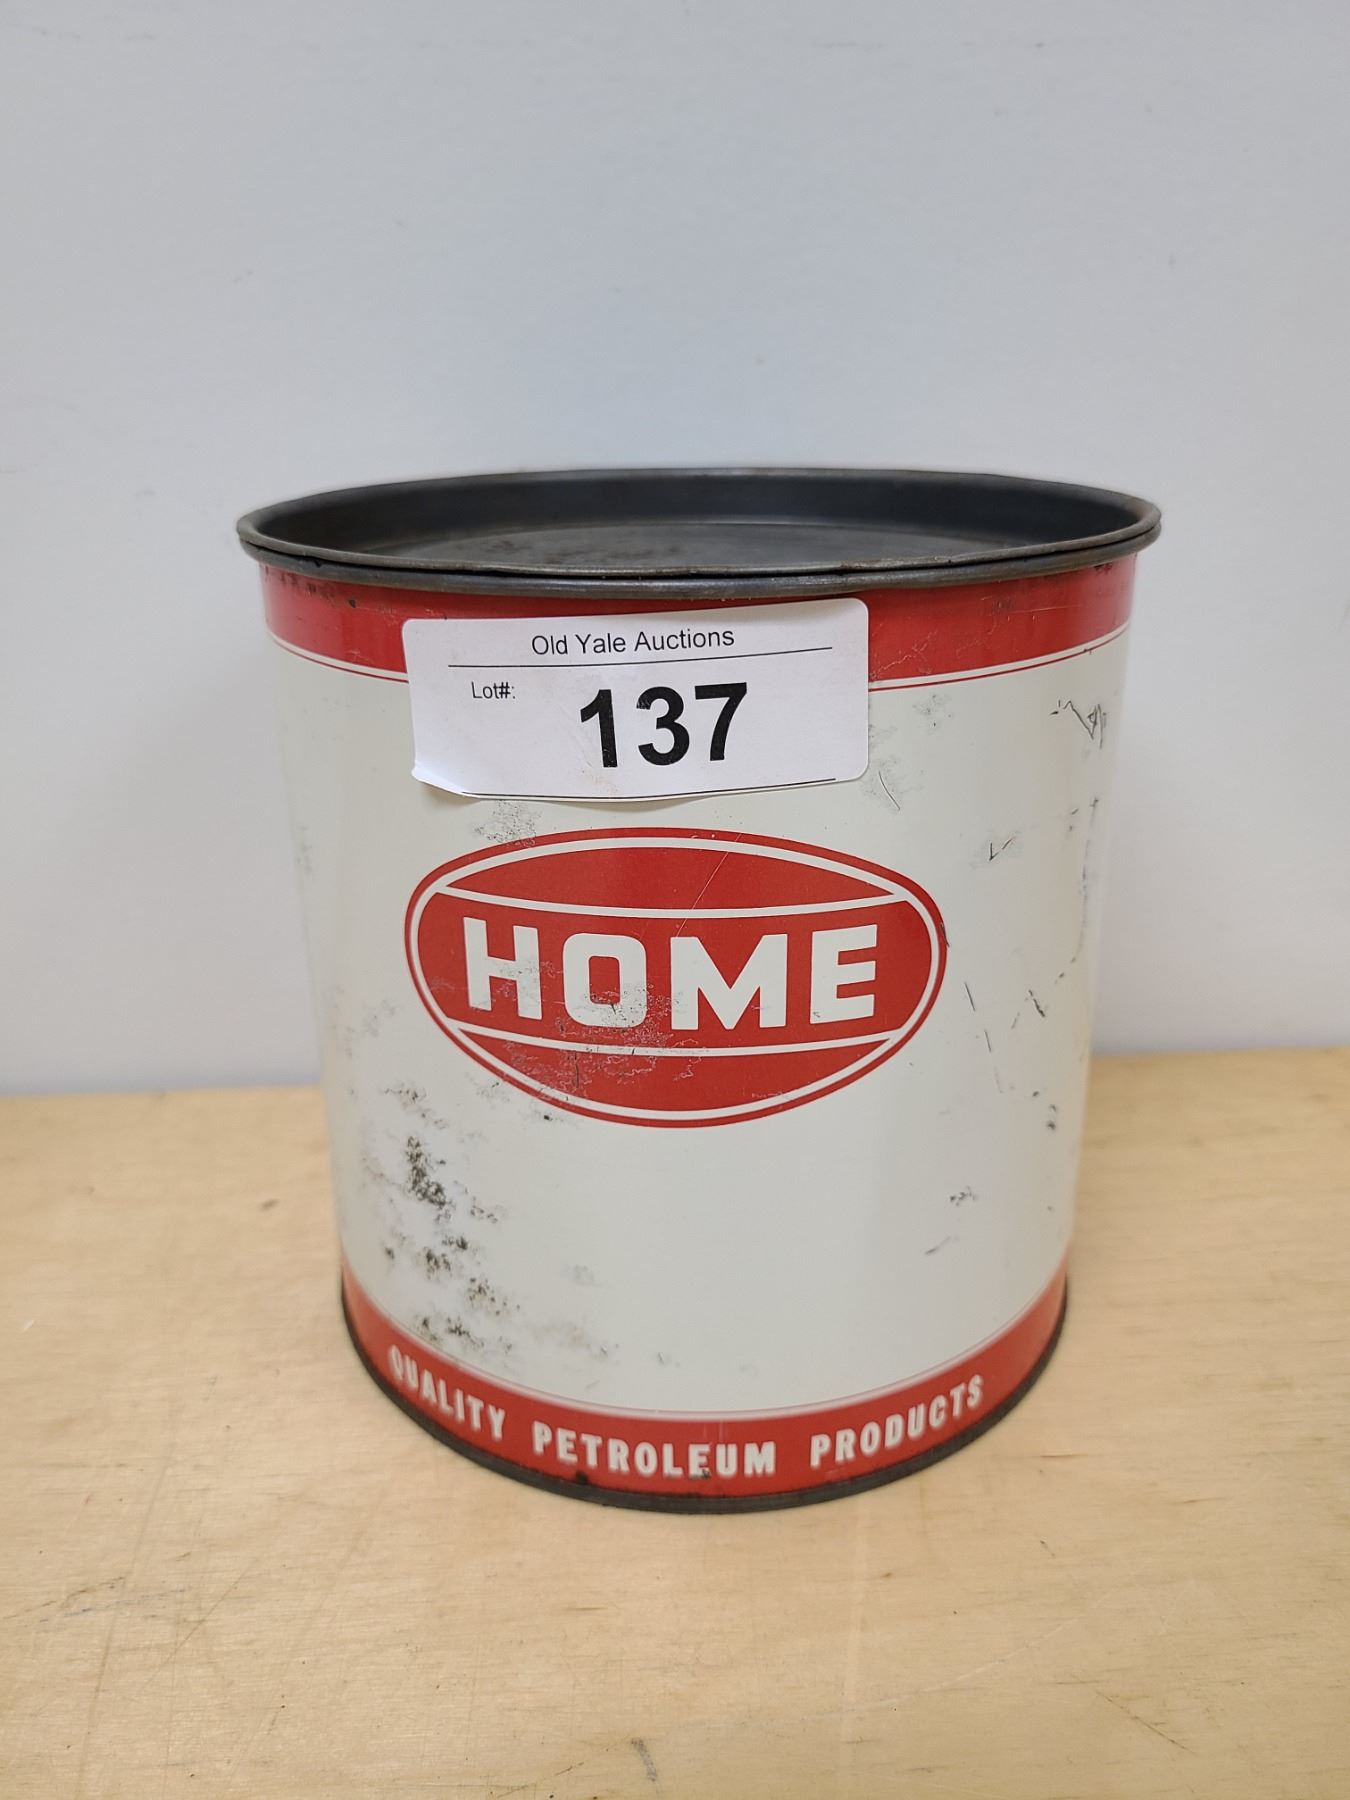 Old Yale Auctions
Lot#: 137
HOME
QUALITY PETROLEUM PRODUCTS